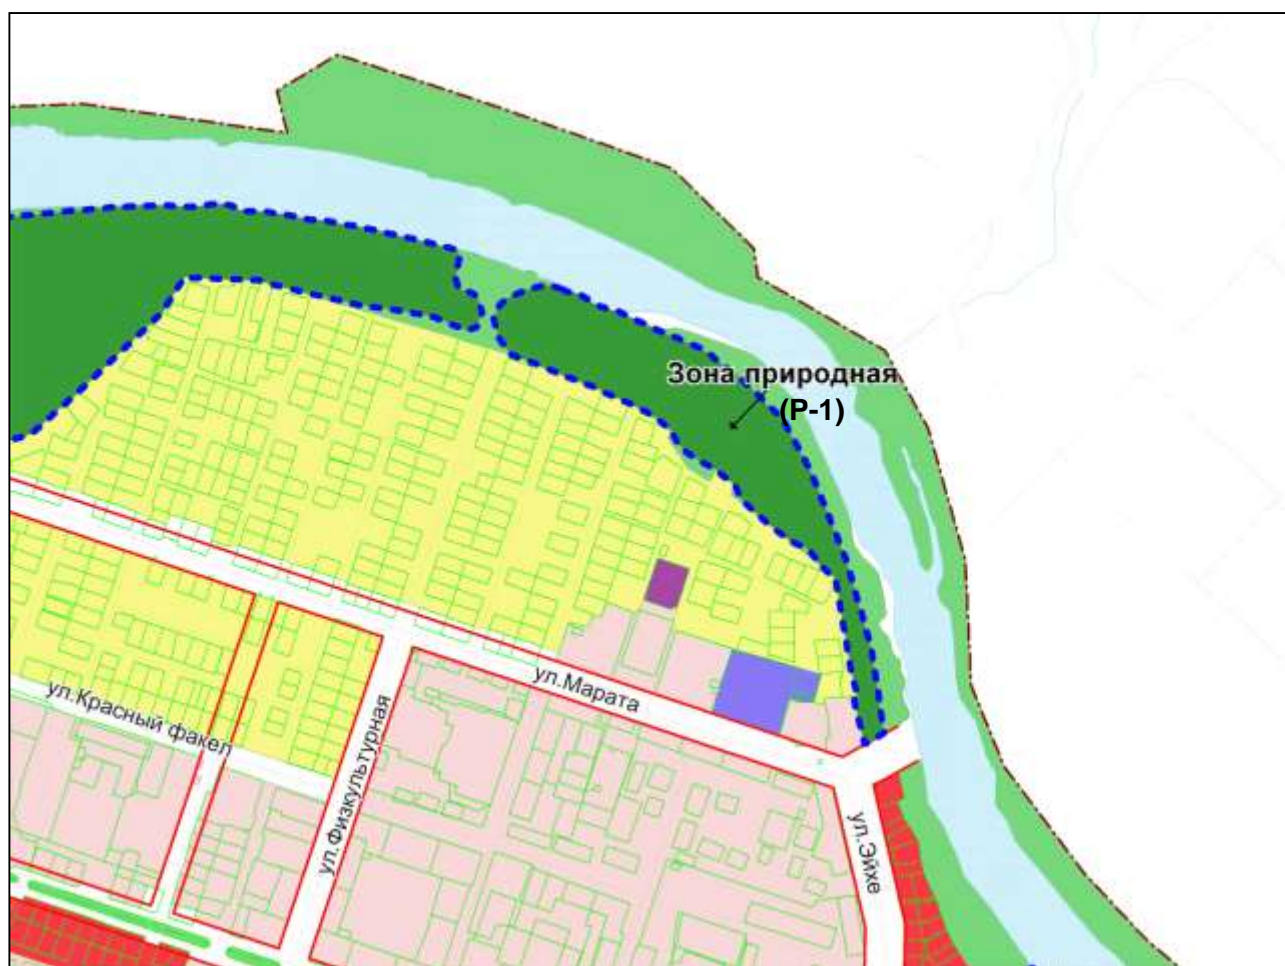 Зона природная
(Р-1)
ул.Марата
ул.Красный факел
ул.Физкультурная
ул.Эйхе